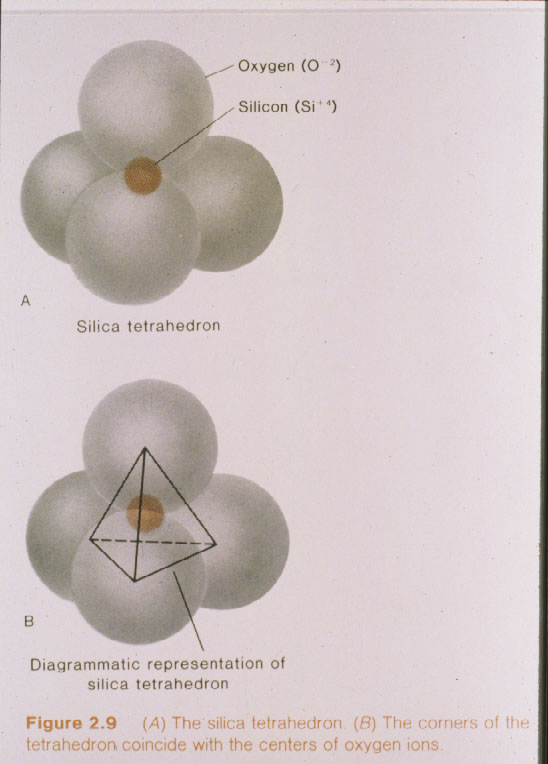 Oxygen (O⁻²)
Silicon (Si⁺⁴)
A
Silica tetrahedron
B
Diagrammatic representation of
silica tetrahedron
Figure 2.9 (A) The silica tetrahedron. (B) The corners of the
tetrahedron coincide with the centers of oxygen ions.